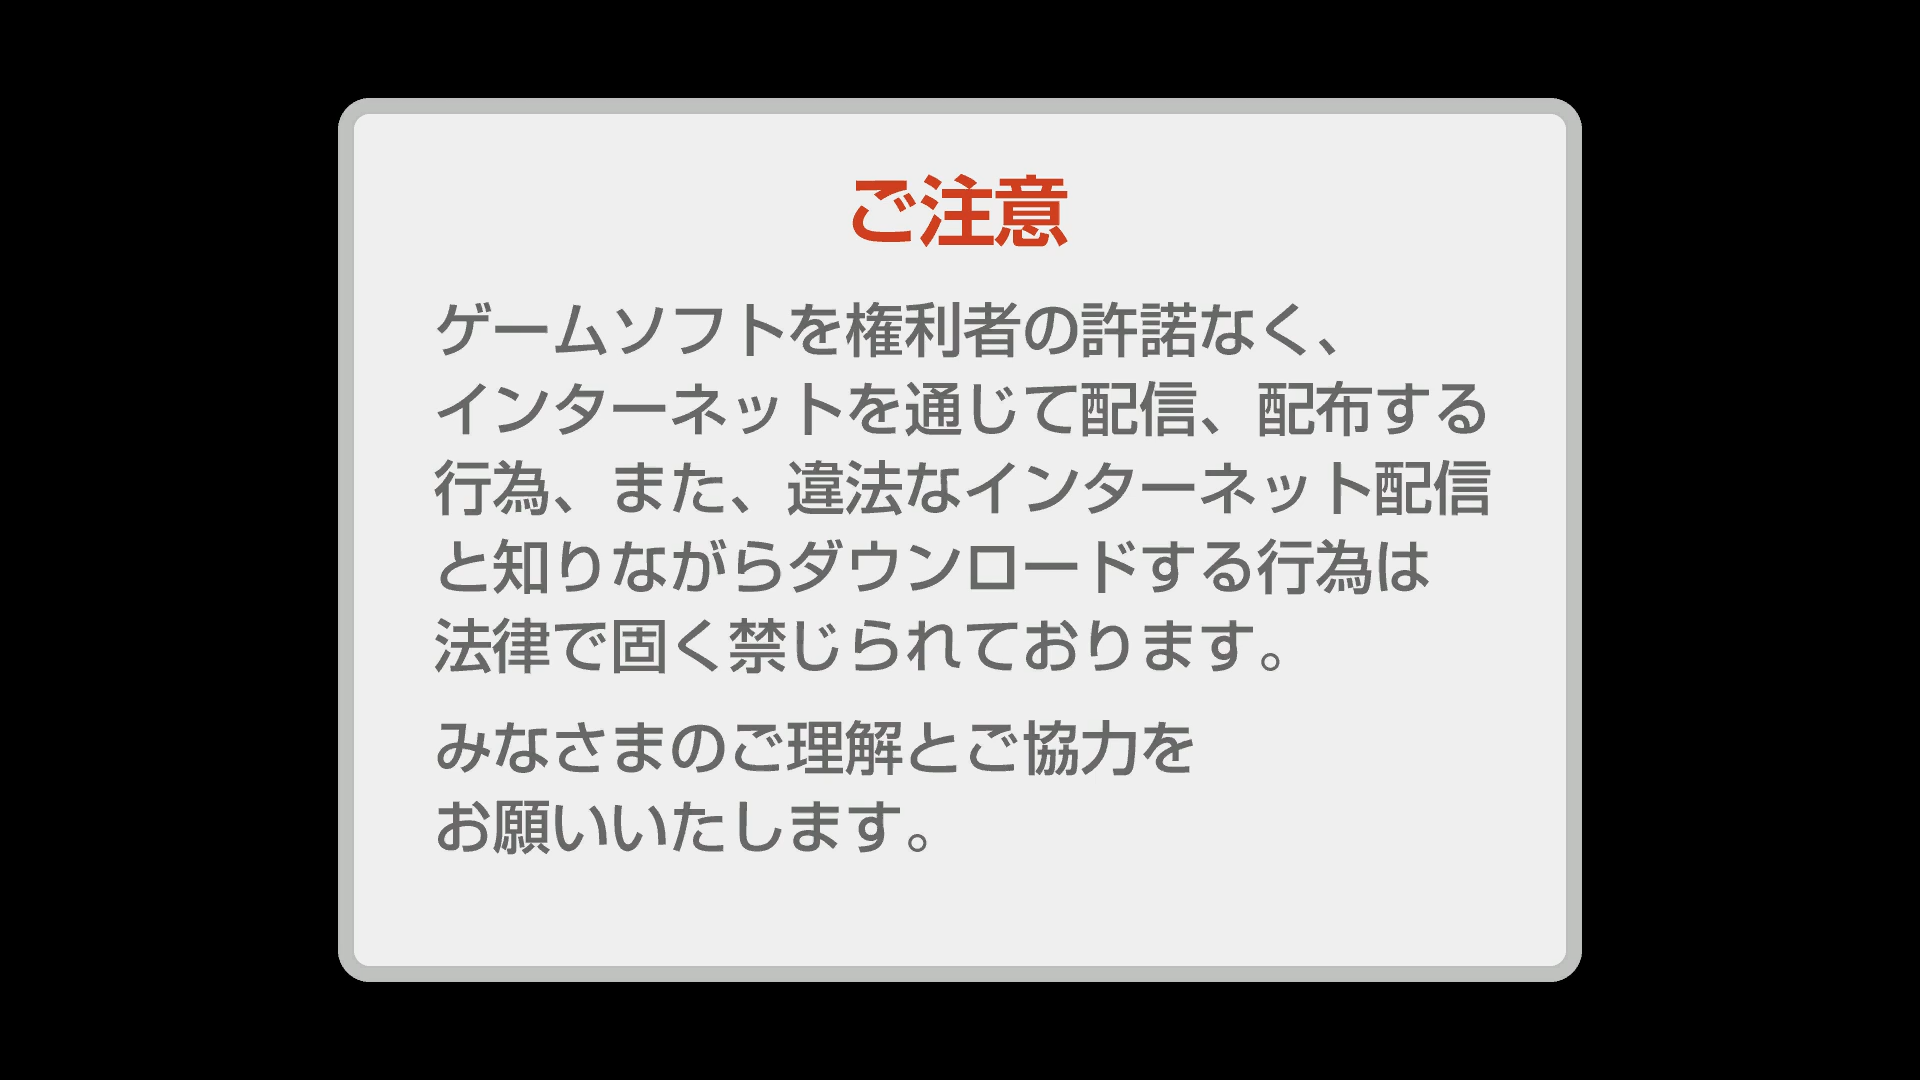 ご注意
ゲームソフトを権利者の許諾なく、
インターネットを通じて配信、配布する
行為、また、違法なインターネット配信
と知りながらダウンロードする行為は
法律で固く禁じられております。
みなさまのご理解とご協力を
お願いいたします。